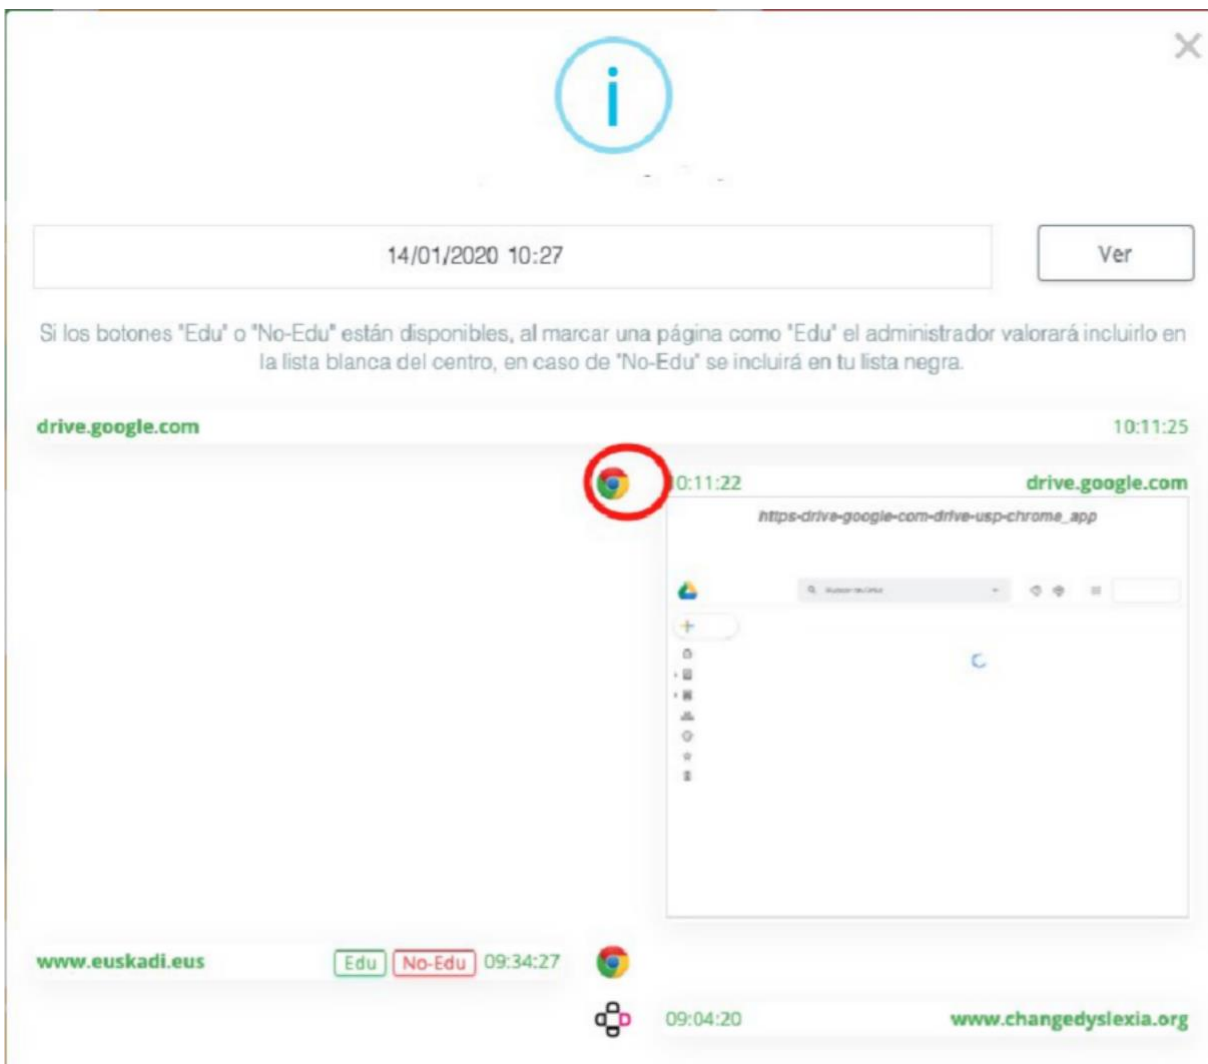 i
14/01/2020 10:27
Ver
Si los botones "Edu" o "No-Edu" están disponibles, al marcar una página como "Edu" el administrador valorará incluirlo en
la lista blanca del centro, en caso de "No-Edu" se incluirá en tu lista negra.
drive.google.com 10:11:25
10:11:22 drive.google.com
https-drive-google-com-drive-usp-chrome_app
www.euskadi.eus Edu No-Edu 09:34:27
09:04:20 www.changedyslexia.org